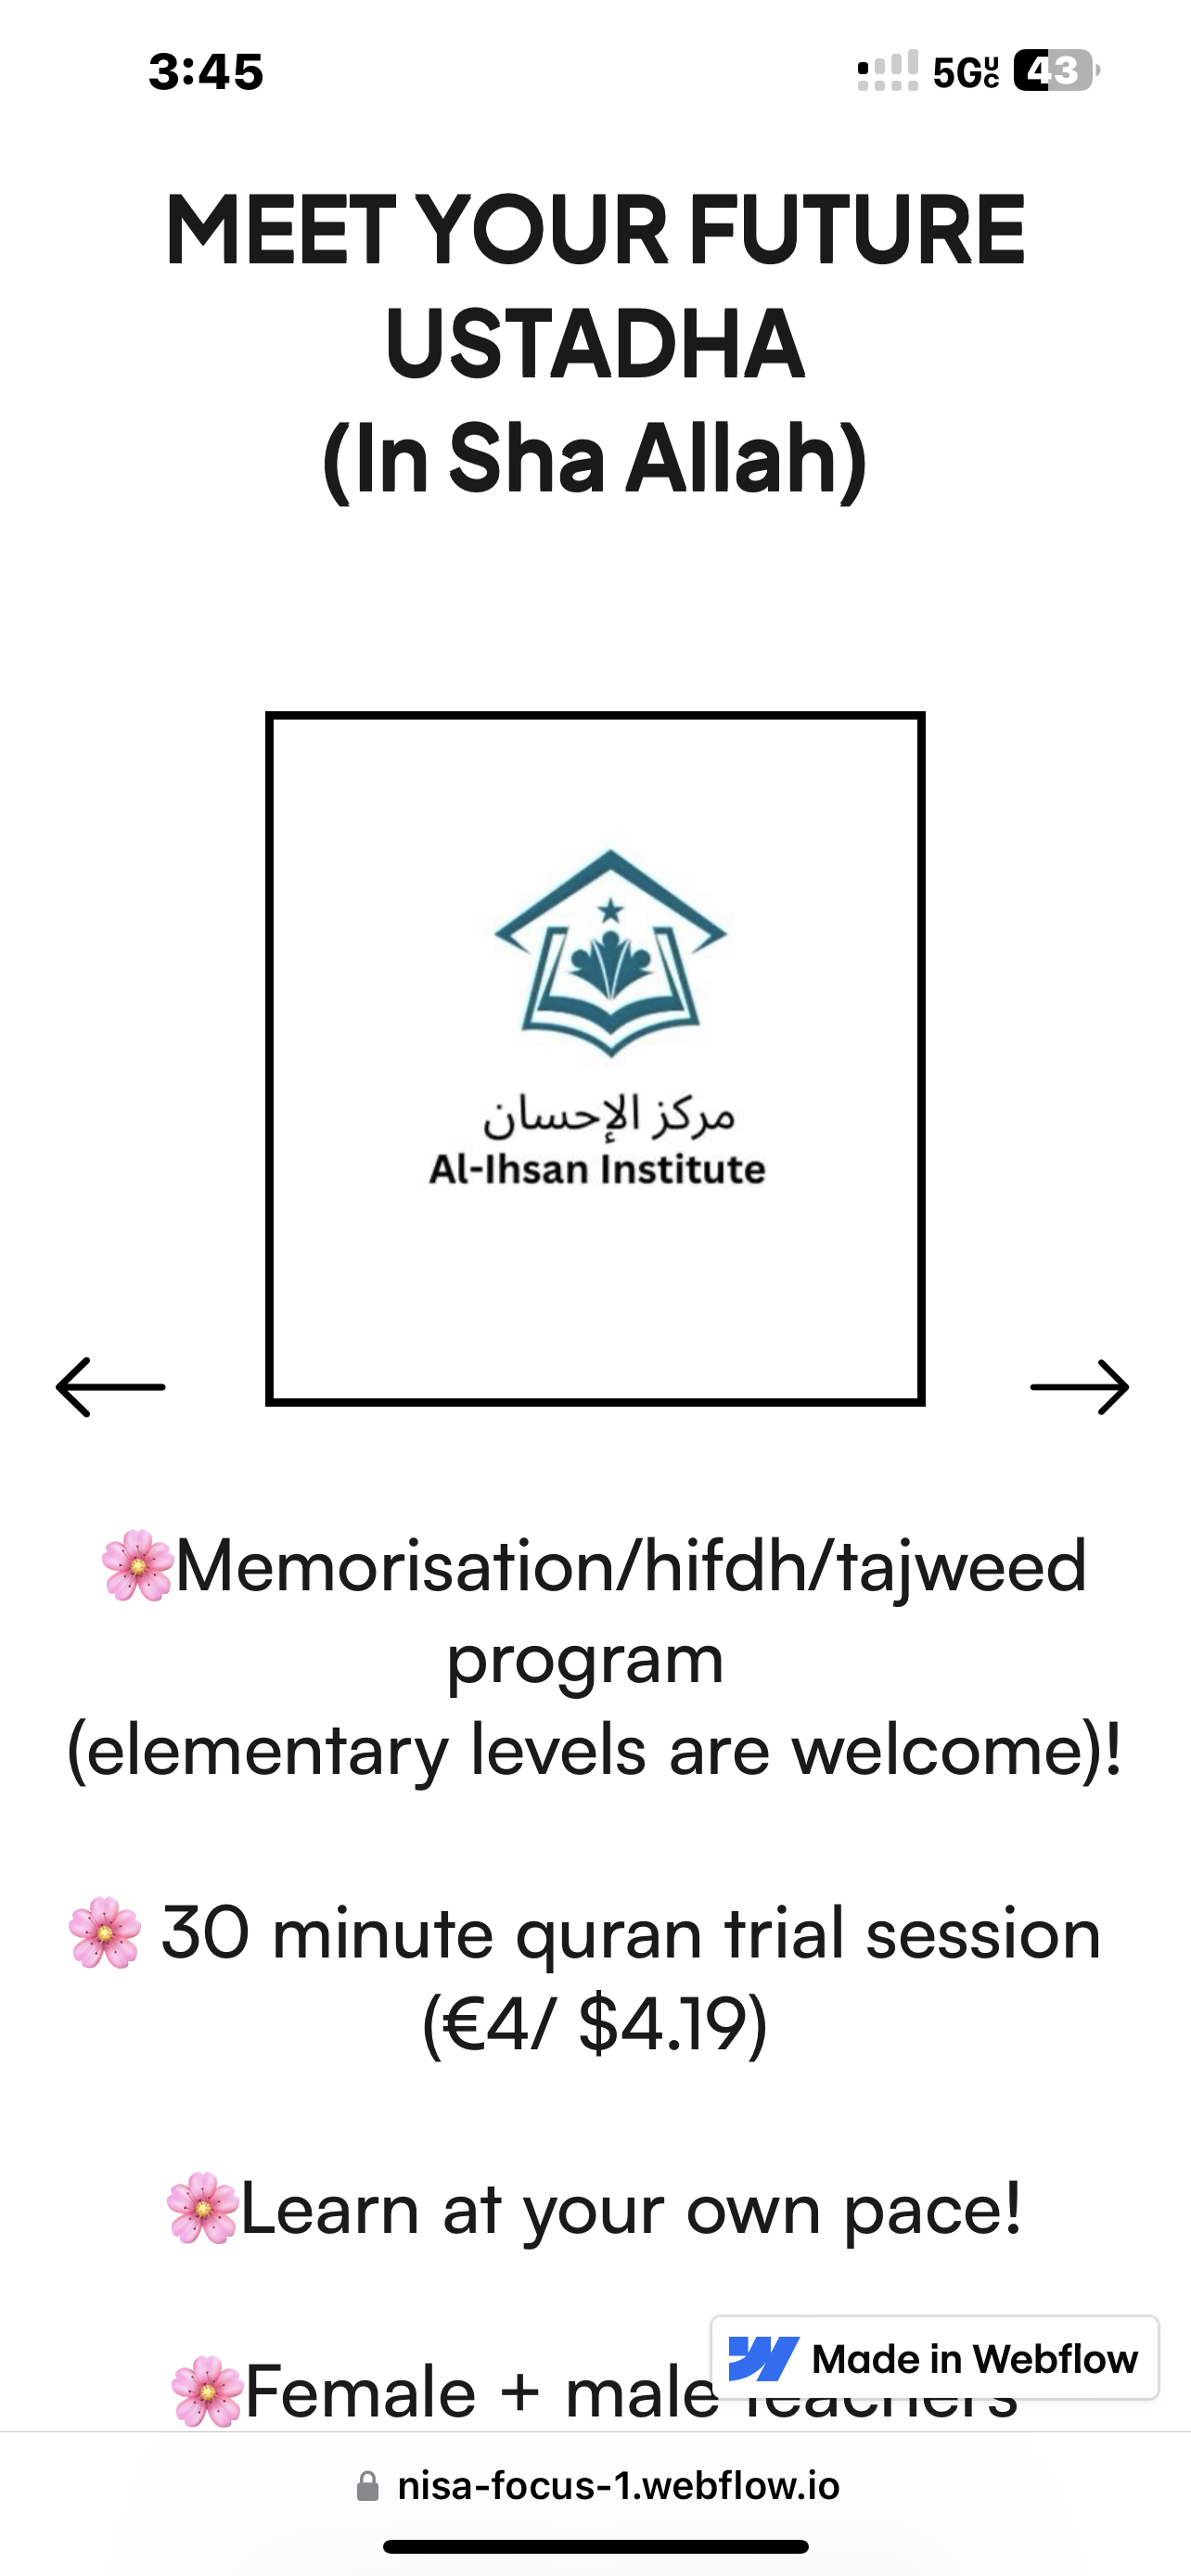 3:45
5GUC 43
MEET YOUR FUTURE
USTADHA
(In Sha Allah)
مركز الإحسان
Al-Ihsan Institute
🌸Memorisation/hifdh/tajweed
program
(elementary levels are welcome)!
🌸 30 minute quran trial session
(€4/ $4.19)
🌸Learn at your own pace!
🌸Female + male teachers
Made in Webflow
nisa-focus-1.webflow.io